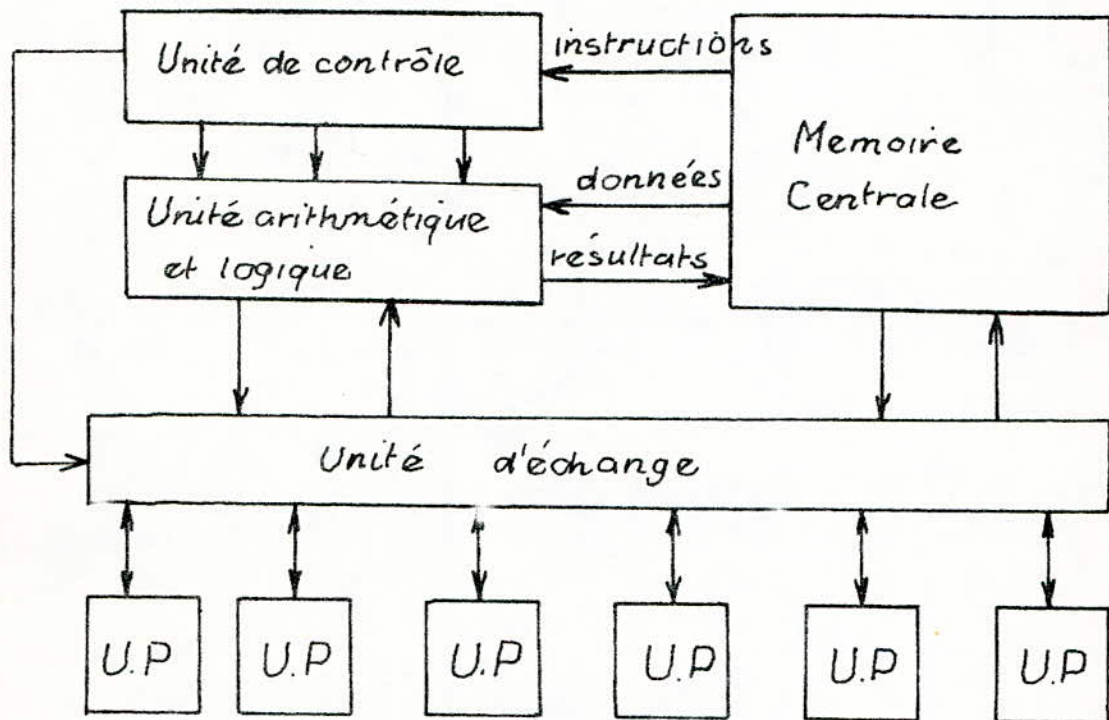 Unité de contrôle
instructions
Memoire
Centrale
données
Unité arithmétique
et logique
résultats
Unité d'échange
U.P
U.P
U.P
U.P
U.P
U.P